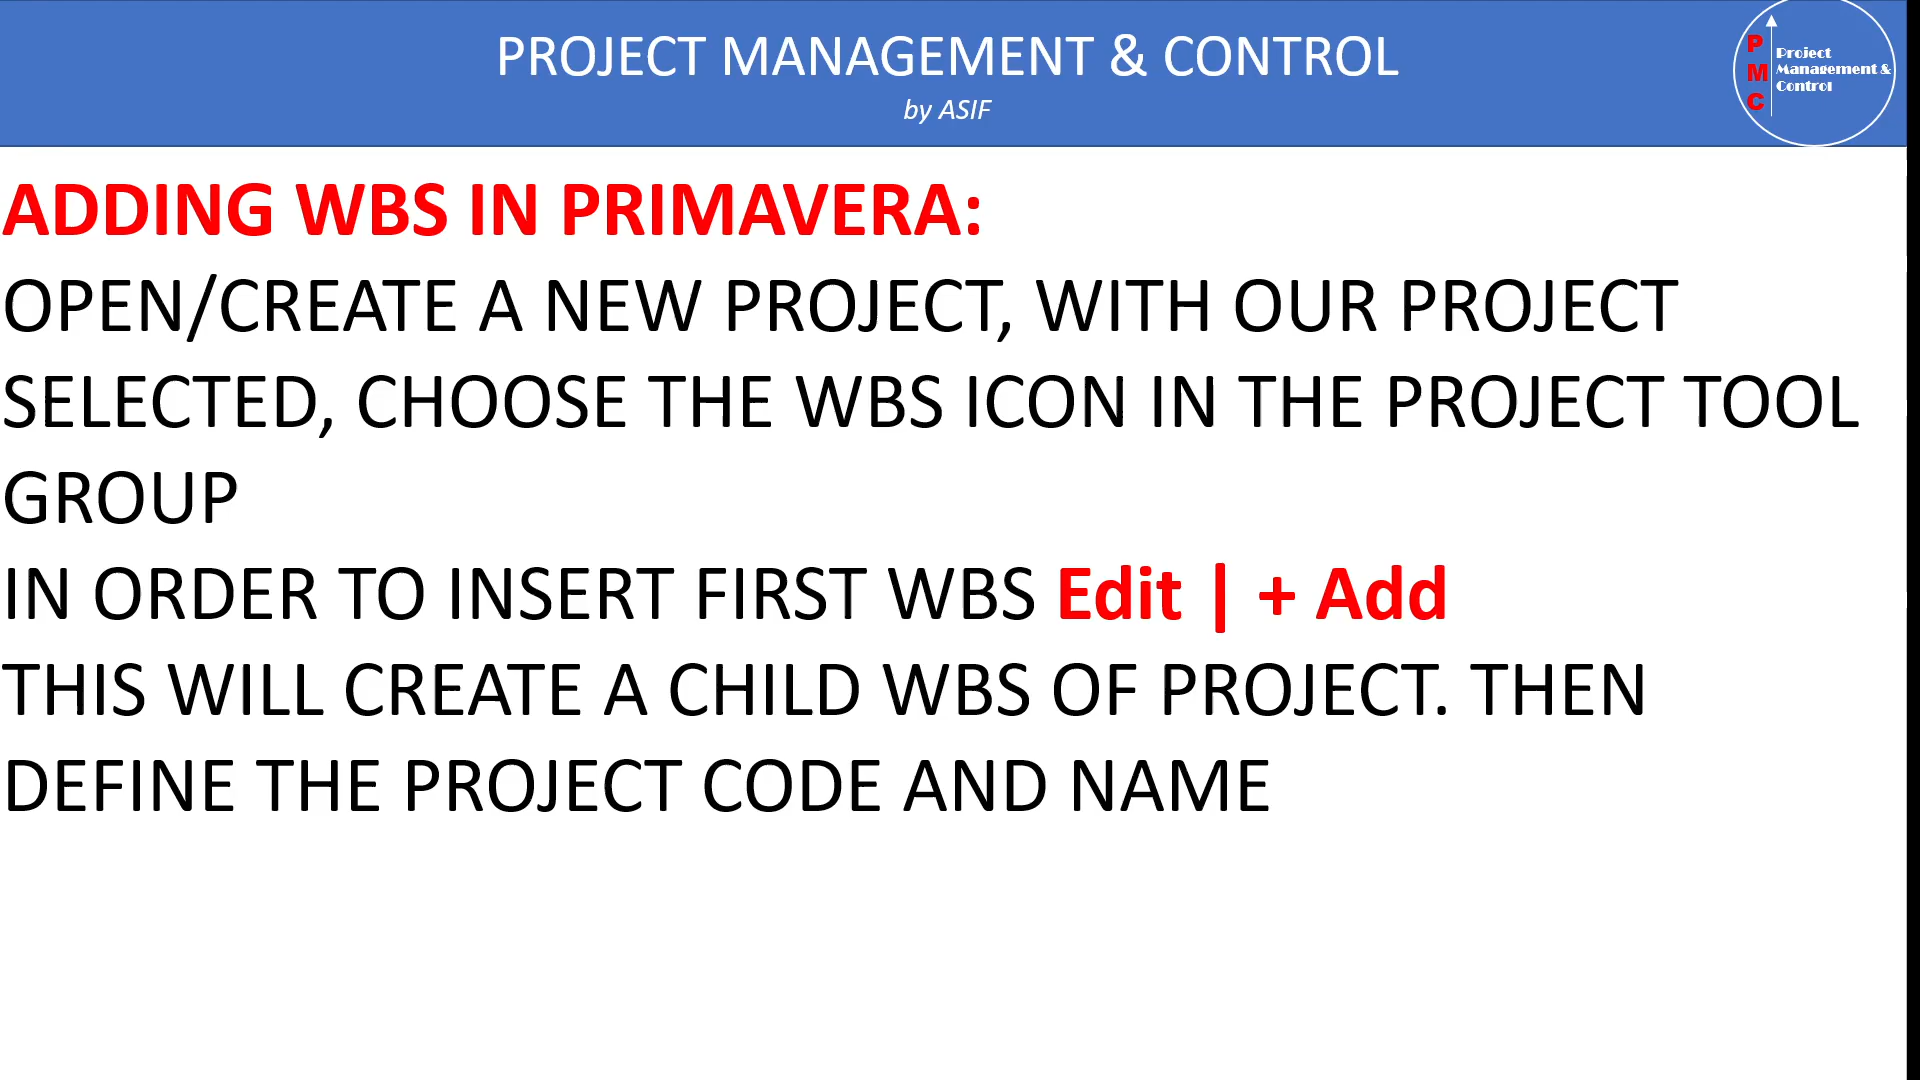 PROJECT MANAGEMENT & CONTROL
by ASIF
P
M
C
Project
Management &
Control
ADDING WBS IN PRIMAVERA:
OPEN/CREATE A NEW PROJECT, WITH OUR PROJECT
SELECTED, CHOOSE THE WBS ICON IN THE PROJECT TOOL
GROUP
IN ORDER TO INSERT FIRST WBS Edit | + Add
THIS WILL CREATE A CHILD WBS OF PROJECT. THEN
DEFINE THE PROJECT CODE AND NAME